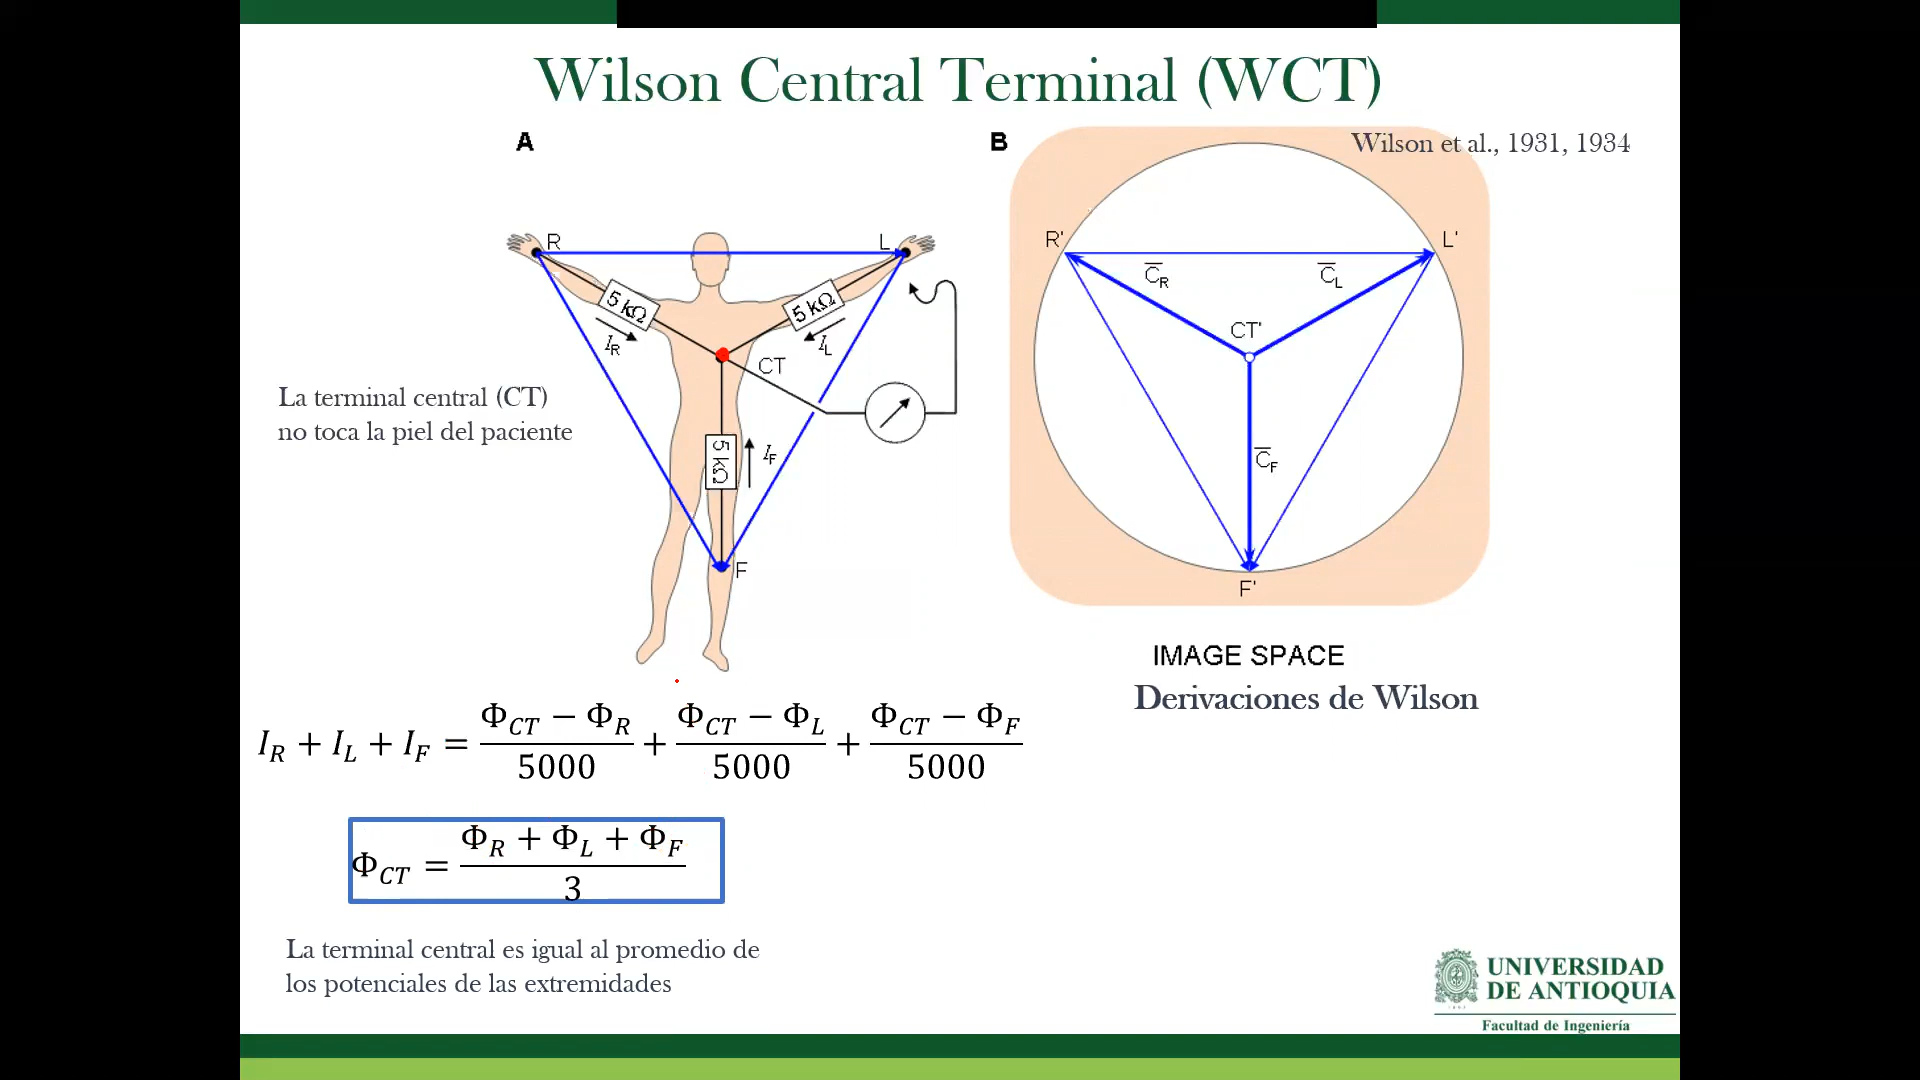 Wilson Central Terminal (WCT)
A
B
Wilson et al., 1931, 1934
R
L
5 kΩ
5 kΩ
I_R
I_L
CT
La terminal central (CT)
no toca la piel del paciente
5 kΩ
I_F
F
R'
L'
C̅_R
C̅_L
CT'
C̅_F
F'
IMAGE SPACE
Derivaciones de Wilson
I_R + I_L + I_F = (Φ_CT − Φ_R)/5000 + (Φ_CT − Φ_L)/5000 + (Φ_CT − Φ_F)/5000
Φ_CT = (Φ_R + Φ_L + Φ_F)/3
La terminal central es igual al promedio de
los potenciales de las extremidades
UNIVERSIDAD
DE ANTIOQUIA
Facultad de Ingeniería